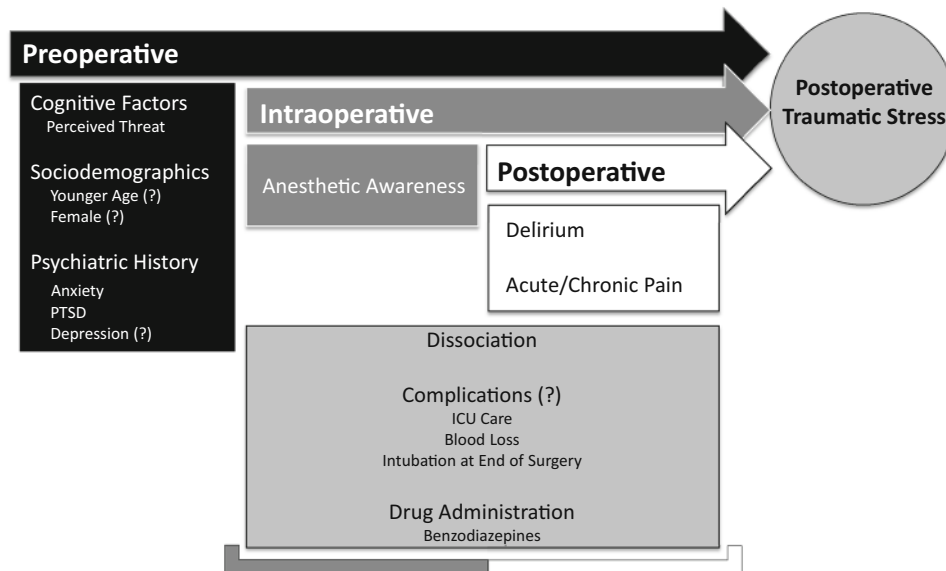 Preoperative
Postoperative
Traumatic Stress
Cognitive Factors
Perceived Threat
Sociodemographics
Younger Age (?)
Female (?)
Psychiatric History
Anxiety
PTSD
Depression (?)
Intraoperative
Anesthetic Awareness
Postoperative
Delirium
Acute/Chronic Pain
Dissociation
Complications (?)
ICU Care
Blood Loss
Intubation at End of Surgery
Drug Administration
Benzodiazepines